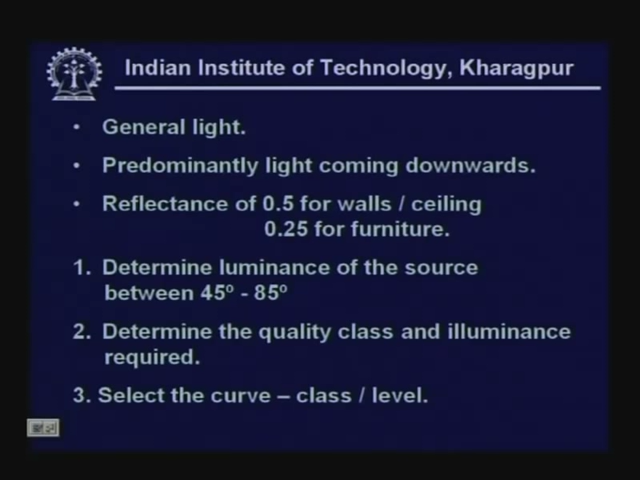 Indian Institute of Technology, Kharagpur
• General light.
• Predominantly light coming downwards.
• Reflectance of 0.5 for walls / ceiling
0.25 for furniture.
1. Determine luminance of the source
between 45º - 85º
2. Determine the quality class and illuminance
required.
3. Select the curve – class / level.